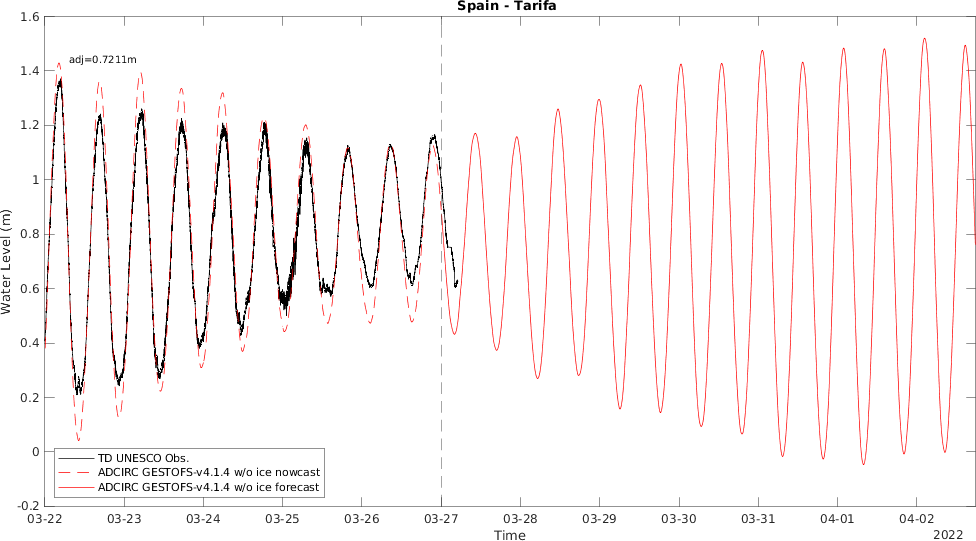 Spain - Tarifa
adj=0.7211m
1.6
1.4
1.2
1
0.8
0.6
0.4
0.2
0
-0.2
Water Level (m)
TD UNESCO Obs.
ADCIRC GESTOFS-v4.1.4 w/o ice nowcast
ADCIRC GESTOFS-v4.1.4 w/o ice forecast
03-22 03-23 03-24 03-25 03-26 03-27 03-28 03-29 03-30 03-31 04-01 04-02
Time
2022